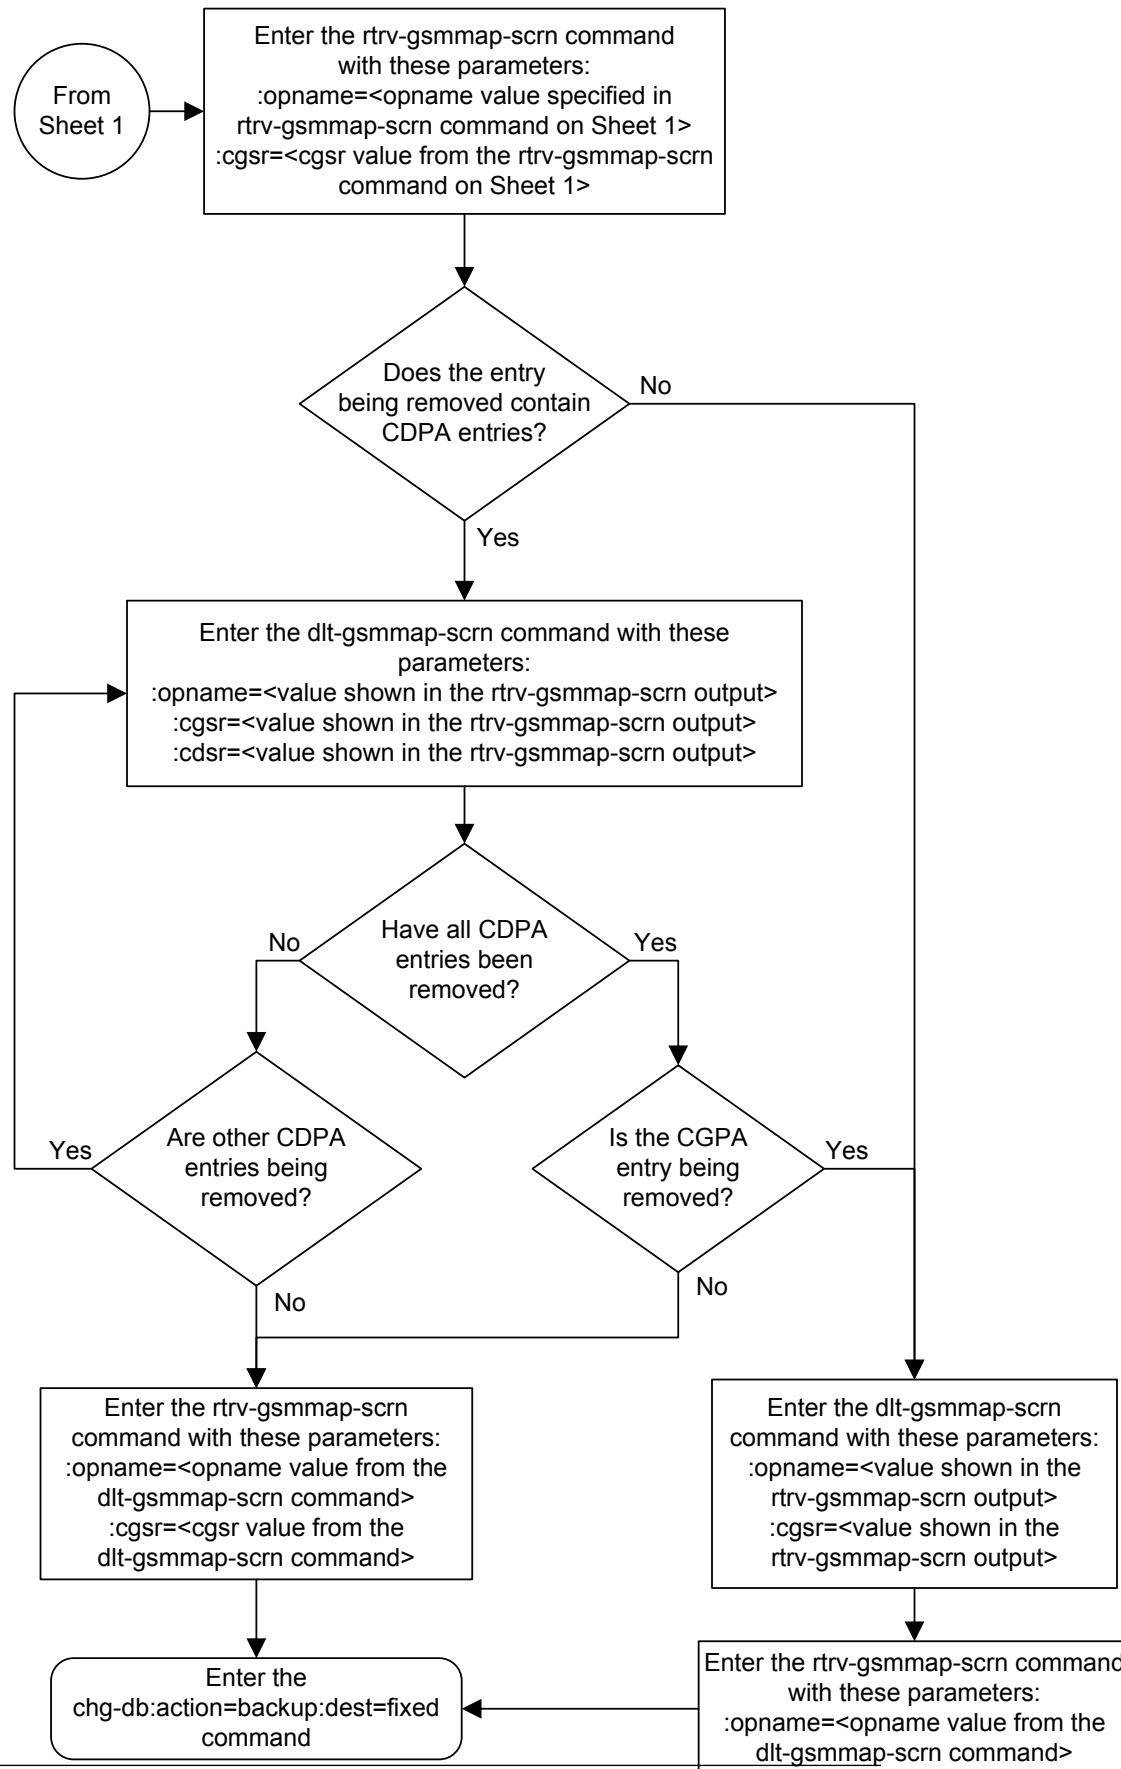 Enter the rtrv-gsmmap-scrn command
with these parameters:
:opname=<opname value specified in
rtrv-gsmmap-scrn command on Sheet 1>
:cgsr=<cgsr value from the rtrv-gsmmap-scrn
command on Sheet 1>
From
Sheet 1
Does the entry
being removed contain
CDPA entries?
No
Yes
Enter the dlt-gsmmap-scrn command with these
parameters:
:opname=<value shown in the rtrv-gsmmap-scrn output>
:cgsr=<value shown in the rtrv-gsmmap-scrn output>
:cdsr=<value shown in the rtrv-gsmmap-scrn output>
Have all CDPA
entries been
removed?
No
Yes
Are other CDPA
entries being
removed?
Yes
No
Is the CGPA
entry being
removed?
Yes
No
Enter the rtrv-gsmmap-scrn
command with these parameters:
:opname=<opname value from the
dlt-gsmmap-scrn command>
:cgsr=<cgsr value from the
dlt-gsmmap-scrn command>
Enter the dlt-gsmmap-scrn
command with these parameters:
:opname=<value shown in the
rtrv-gsmmap-scrn output>
:cgsr=<value shown in the
rtrv-gsmmap-scrn output>
Enter the
chg-db:action=backup:dest=fixed
command
Enter the rtrv-gsmmap-scrn command
with these parameters:
:opname=<opname value from the
dlt-gsmmap-scrn command>